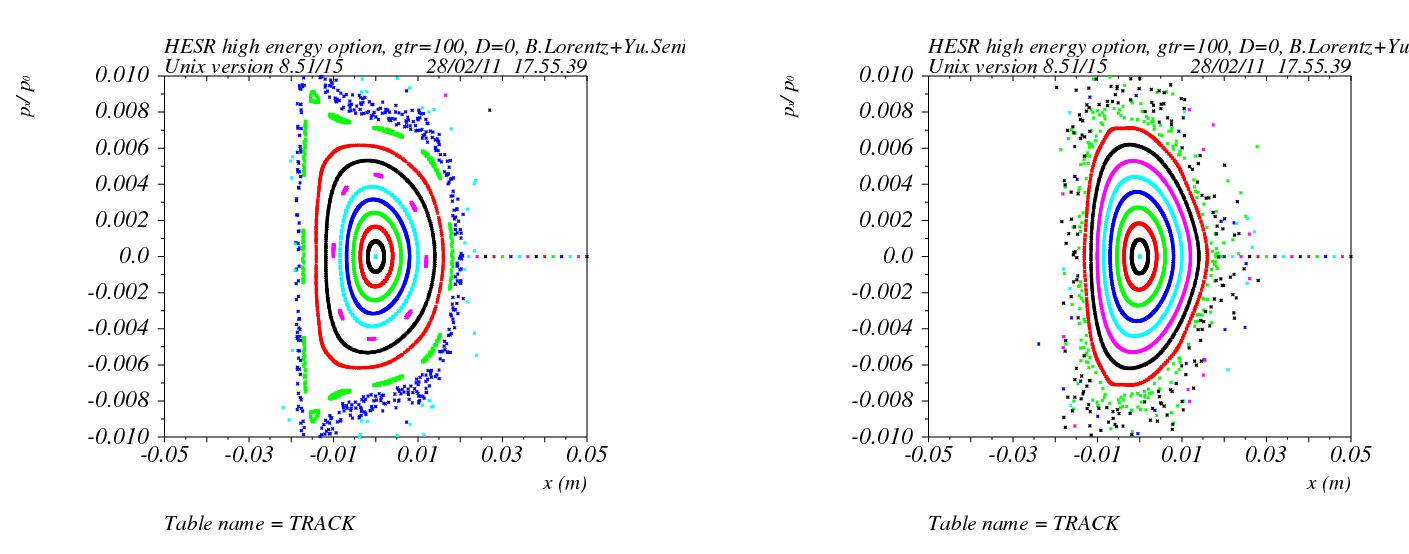 HESR high energy option, gtr=100, D=0, B.Lorentz+Yu.Seni
Unix version 8.51/15 28/02/11 17.55.39
0.010
0.008
0.006
0.004
0.002
0.0
-0.002
-0.004
-0.006
-0.008
-0.010
-0.05 -0.03 -0.01 0.01 0.03 0.05
x (m)
Table name = TRACK
HESR high energy option, gtr=100, D=0, B.Lorentz+Yu
Unix version 8.51/15 28/02/11 17.55.39
0.010
0.008
0.006
0.004
0.002
0.0
-0.002
-0.004
-0.006
-0.008
-0.010
-0.05 -0.03 -0.01 0.01 0.03 0.05
x (m)
Table name = TRACK